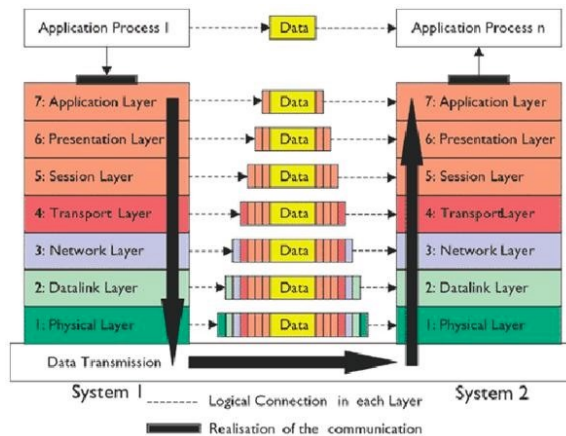 Application Process 1 Data Application Process n
7: Application Layer Data 7: Application Layer
6: Presentation Layer Data 6: Presentation Layer
5: Session Layer Data 5: Session Layer
4: Transport Layer Data 4: TransportLayer
3: Network Layer Data 3: Network Layer
2: Datalink Layer Data 2: Datalink Layer
1: Physical Layer Data 1: Physical Layer
Data Transmission
System 1 System 2
Logical Connection in each Layer
Realisation of the communication